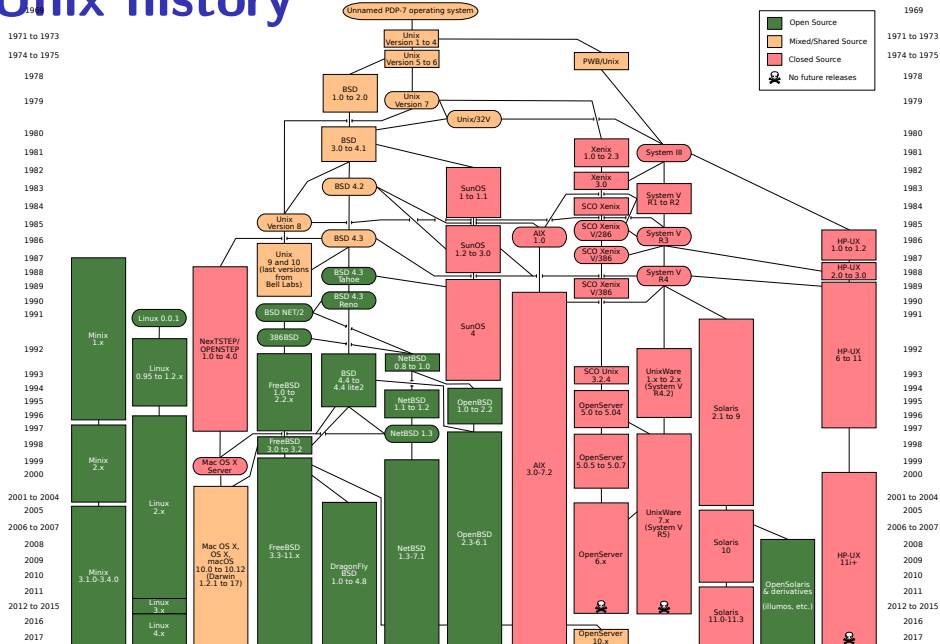 Unix history
1969
Unnamed PDP-7 operating system
1969
Open Source
Mixed/Shared Source
Closed Source
No future releases
1971 to 1973
Unix
Version 1 to 4
1971 to 1973
1974 to 1975
Unix
Version 5 to 6
PWB/Unix
1974 to 1975
1978
BSD
1.0 to 2.0
1978
1979
Unix
Version 7
Unix/32V
1979
1980
BSD
3.0 to 4.1
1980
1981
Xenix
1.0 to 2.3
System III
1981
1982
Xenix
3.0
1982
1983
BSD 4.2
SunOS
1 to 1.1
System V
R1 to R2
1983
1984
SCO Xenix
1984
1985
Unix
Version 8
SCO Xenix
V/286
1985
1986
BSD 4.3
SunOS
1.2 to 3.0
AIX
1.0
System V
R3
HP-UX
1.0 to 1.2
1986
1987
Unix
9 and 10
(last versions
from
Bell Labs)
SCO Xenix
V/386
1987
1988
BSD 4.3
Tahoe
System V
R4
HP-UX
2.0 to 3.0
1988
1989
SCO Xenix
V/386
1989
1990
BSD 4.3
Reno
1990
1991
Linux 0.0.1
BSD NET/2
1991
Minix
1.x
NexTSTEP/
OPENSTEP
1.0 to 4.0
386BSD
SunOS
4
HP-UX
6 to 11
1992
Linux
0.95 to 1.2.x
NetBSD
0.8 to 1.0
1992
1993
FreeBSD
1.0 to
2.2.x
BSD
4.4 to
4.4 lite2
SCO Unix
3.2.4
UnixWare
1.x to 2.x
(System V
R4.2)
1993
1994
1994
1995
NetBSD
1.1 to 1.2
OpenBSD
1.0 to 2.2
OpenServer
5.0 to 5.04
Solaris
2.1 to 9
1995
1996
1996
1997
NetBSD 1.3
1997
1998
FreeBSD
3.0 to 3.2
1998
1999
Minix
2.x
Mac OS X
Server
AIX
3.0-7.2
OpenServer
5.0.5 to 5.0.7
1999
2000
2000
2001 to 2004
Linux
2.x
2001 to 2004
2005
2005
2006 to 2007
UnixWare
7.x
(System V
R5)
2006 to 2007
2008
Minix
3.1.0-3.4.0
Mac OS X,
OS X,
macOS
10.0 to 10.12
(Darwin
1.2.1 to 17)
FreeBSD
3.3-11.x
DragonFly
BSD
1.0 to 4.8
NetBSD
1.3-7.1
OpenBSD
2.3-6.1
OpenServer
6.x
Solaris
10
HP-UX
11i+
2008
2009
2009
2010
2010
2011
OpenSolaris
& derivatives
(illumos, etc.)
2011
2012 to 2015
Linux
3.x
2012 to 2015
2016
Linux
4.x
Solaris
11.0-11.3
2016
2017
OpenServer
10.x
2017